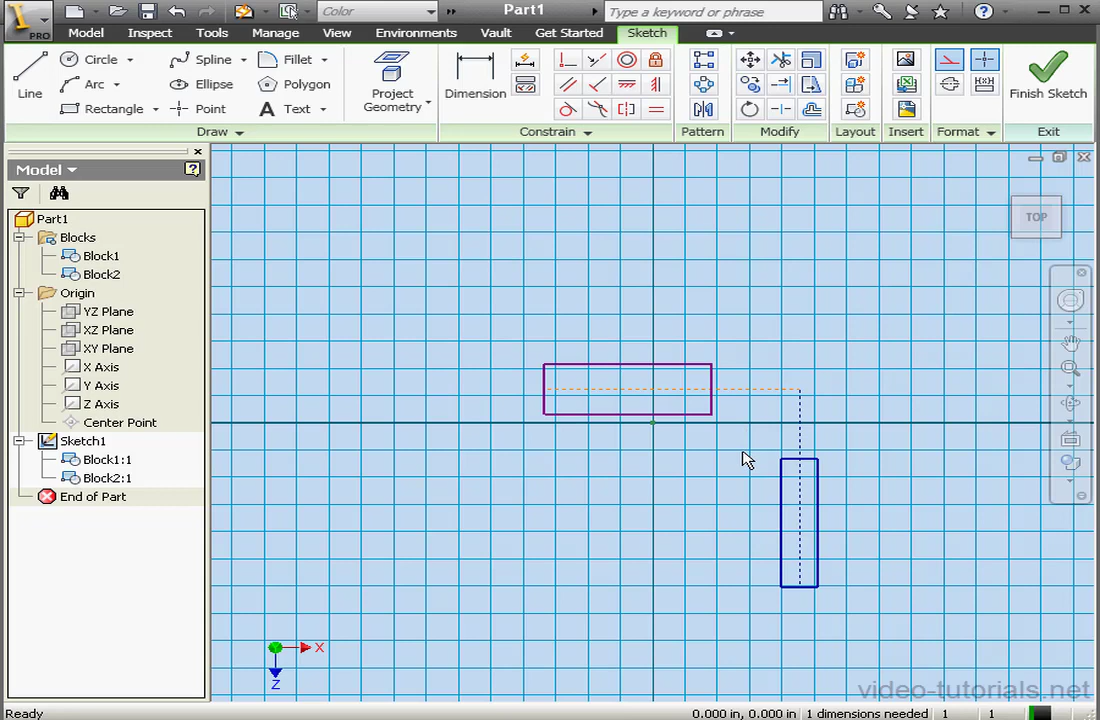 PRO
Color
Part1
Type a keyword or phrase
Model Inspect Tools Manage View Environments Vault Get Started Sketch
Line
Circle
Arc
Rectangle
Spline
Ellipse
Point
Fillet
Polygon
Text
Project Geometry
Dimension
Finish Sketch
Draw Constrain Pattern Modify Layout Insert Format Exit
Model
Part1
Blocks
Block1
Block2
Origin
YZ Plane
XZ Plane
XY Plane
X Axis
Y Axis
Z Axis
Center Point
Sketch1
Block1:1
Block2:1
End of Part
TOP
X
Z
video-tutorials.net
Ready
0.000 in, 0.000 in 1 dimensions needed 1 1